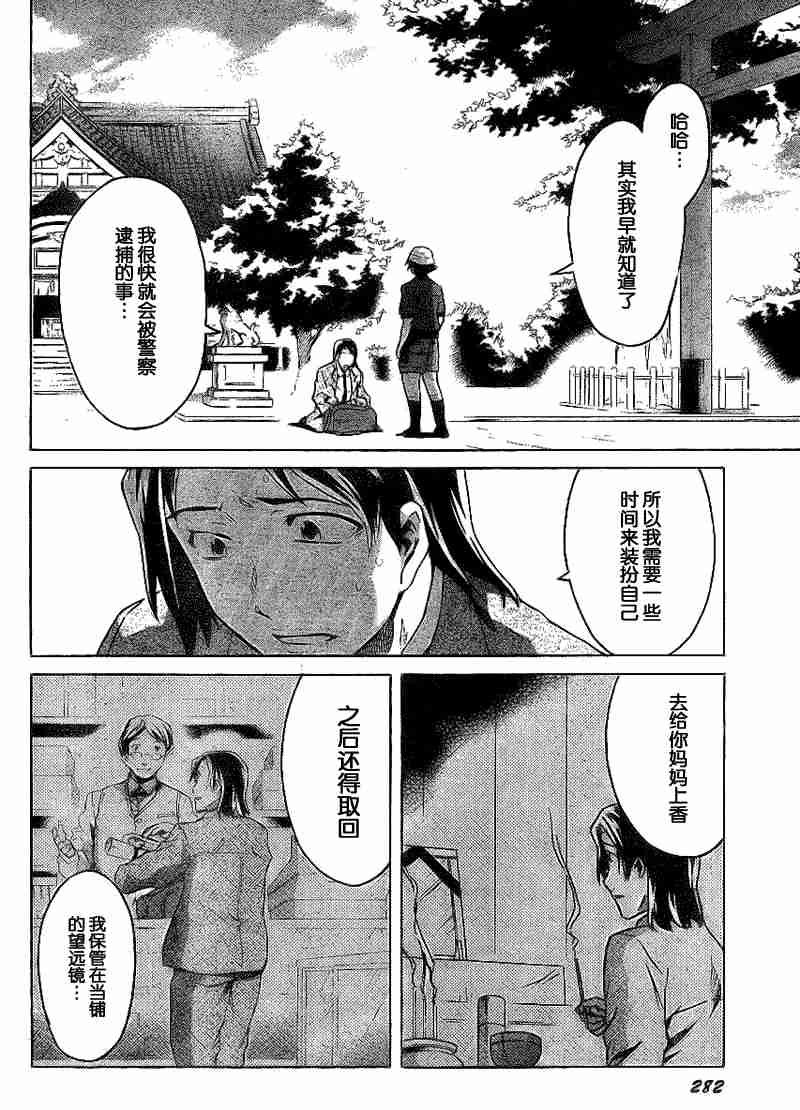 哈哈…
其实我早就知道了
我很快就会被警察
逮捕的事…
所以我需要一些
时间来装扮自己
去给你妈妈上香
之后还得取回
我保管在当铺
的望远镜…
282